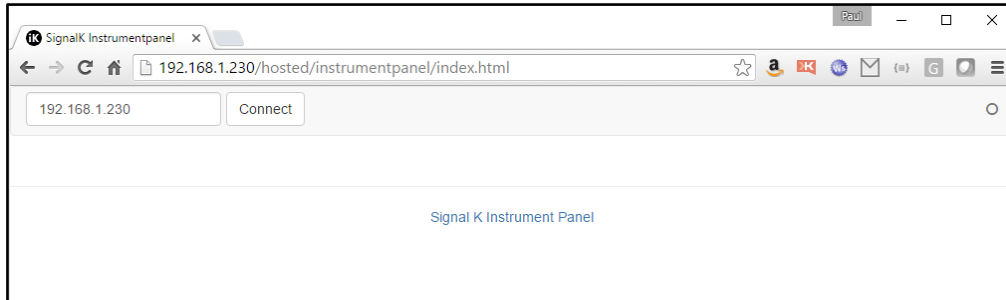 Paul
SignalK Instrumentpanel
192.168.1.230/hosted/instrumentpanel/index.html
192.168.1.230 Connect
Signal K Instrument Panel